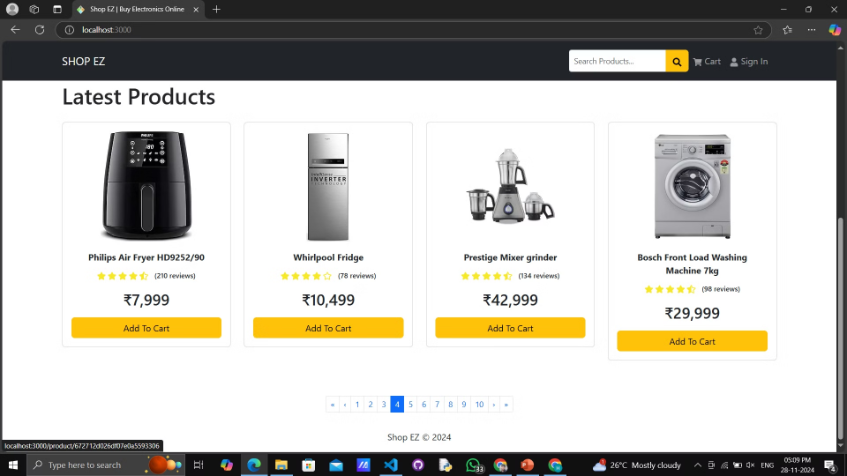 Shop EZ | Buy Electronics Online
localhost:3000
SHOP EZ
Search Products...
Cart
Sign In
Latest Products
PHILIPS
INVERTER
Philips Air Fryer HD9252/90
(210 reviews)
₹7,999
Add To Cart
Whirlpool Fridge
(78 reviews)
₹10,499
Add To Cart
Prestige Mixer grinder
(134 reviews)
₹42,999
Add To Cart
Bosch Front Load Washing
Machine 7kg
(98 reviews)
₹29,999
Add To Cart
« ‹ 1 2 3 4 5 6 7 8 9 10 › »
Shop EZ © 2024
localhost:3000/product/672712d026df07e0a5593306
Type here to search
33
26°C Mostly cloudy
ENG
05:09 PM
28-11-2024